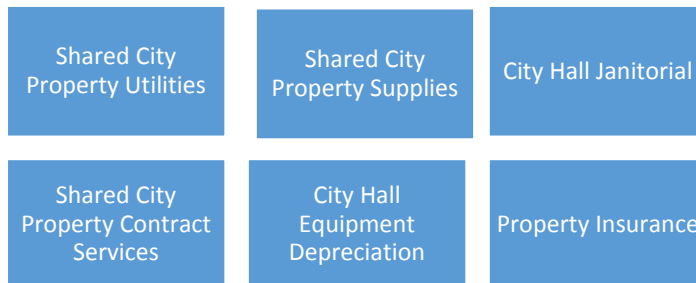 Shared City
Property Utilities
Shared City
Property Supplies
City Hall Janitorial
Shared City
Property Contract
Services
City Hall
Equipment
Depreciation
Property Insurance